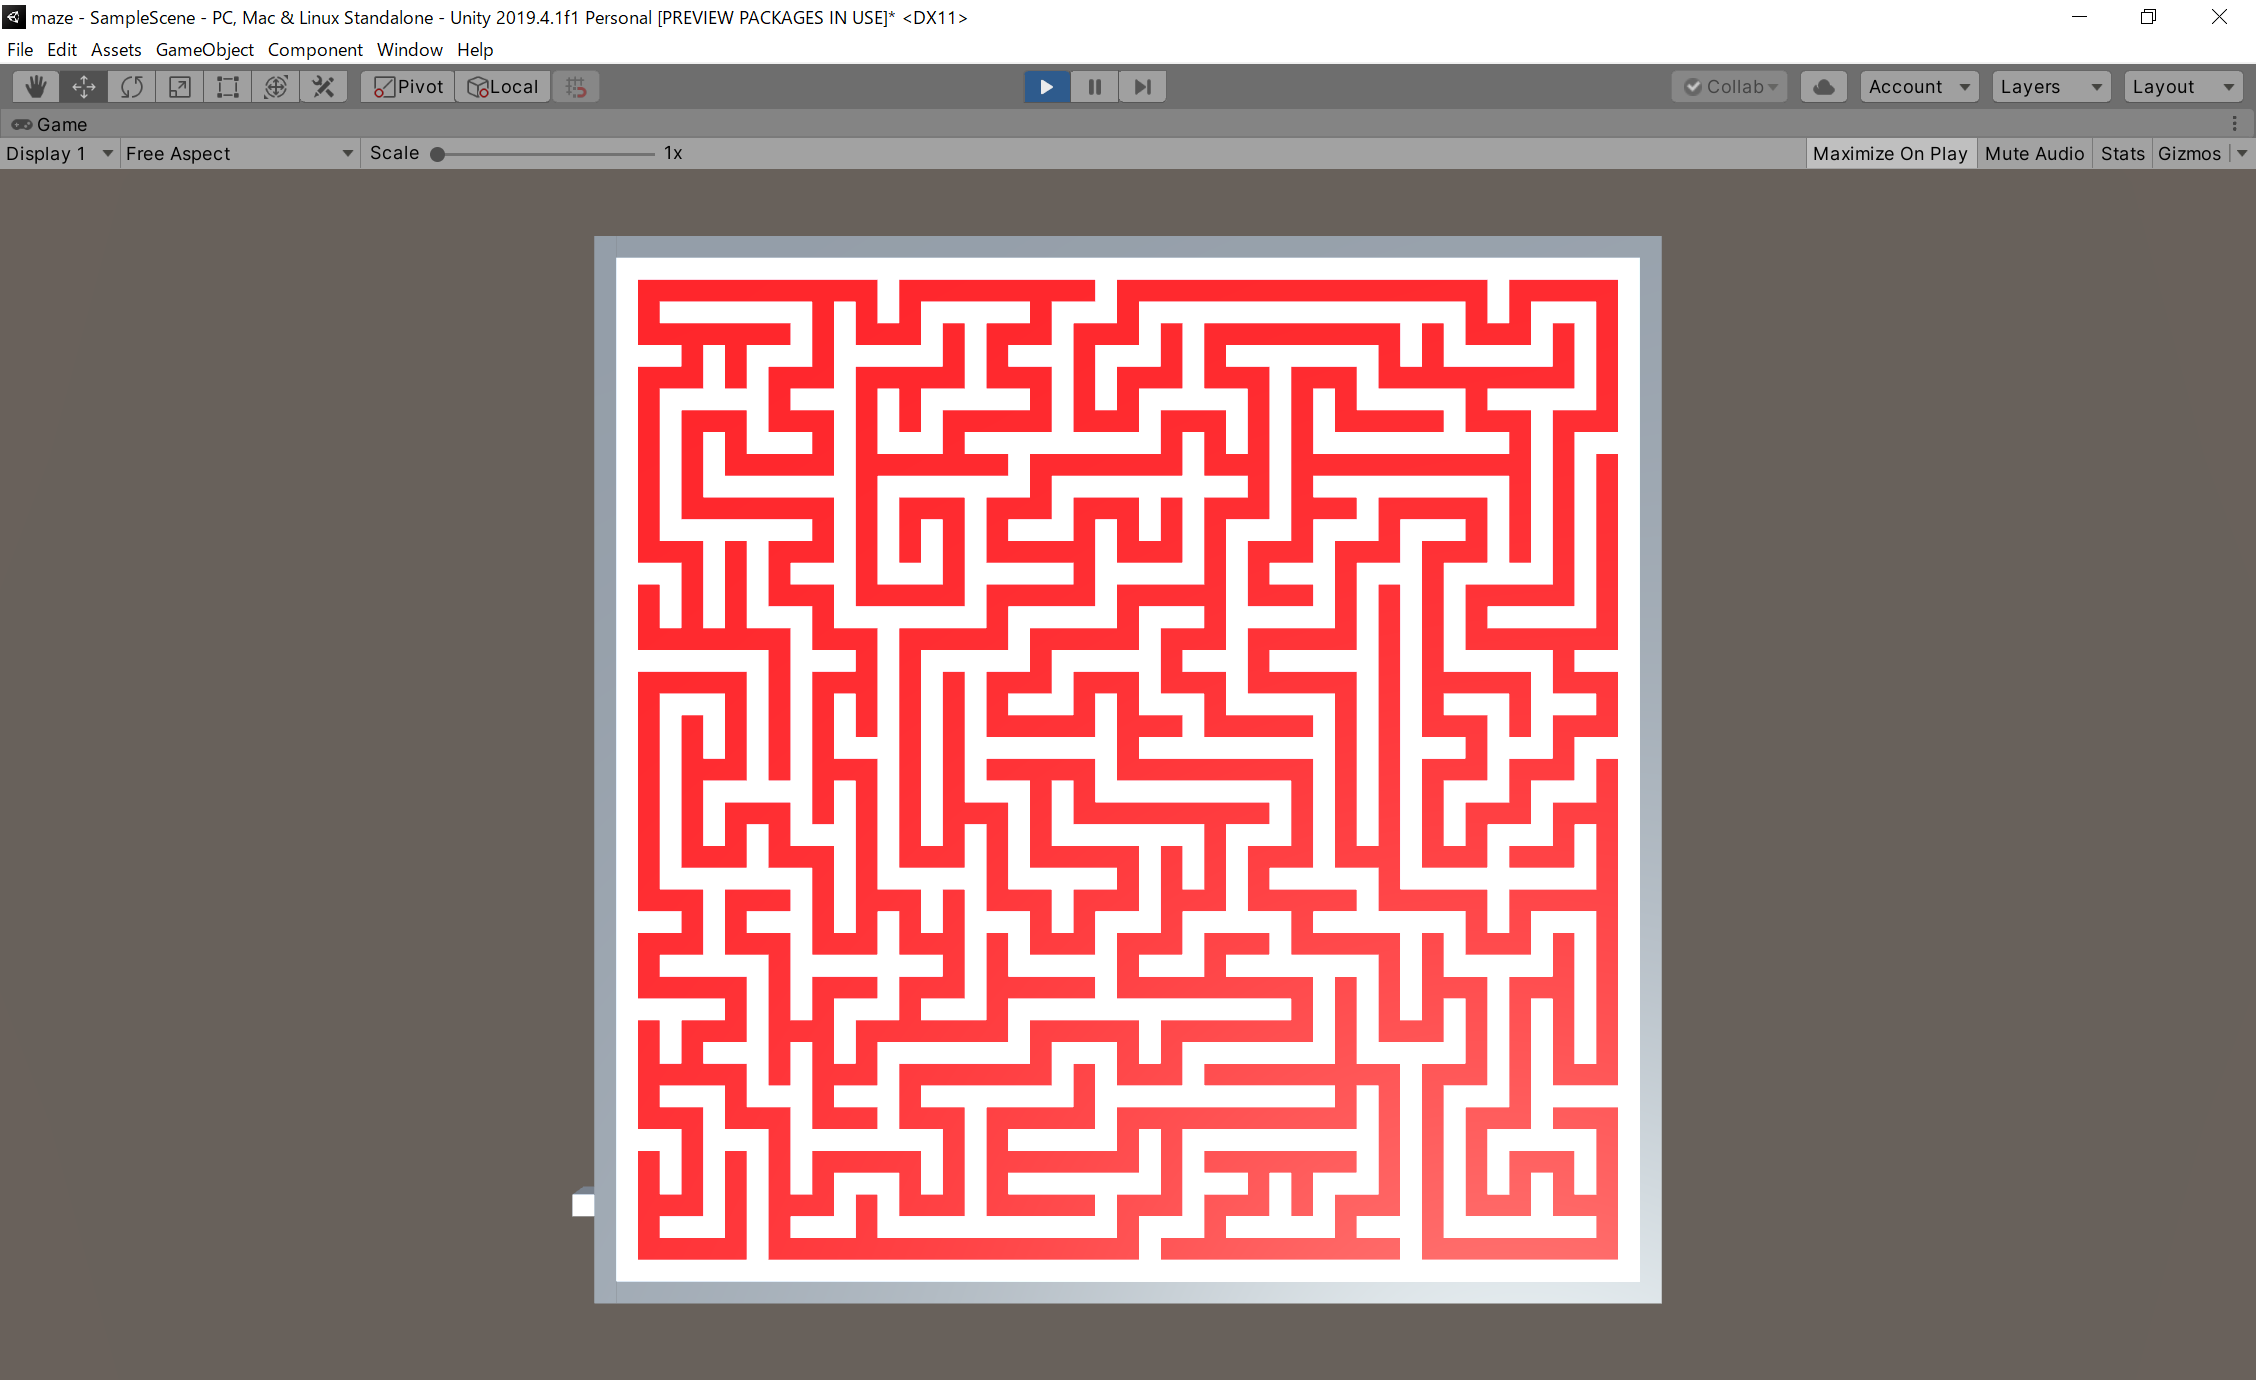 maze - SampleScene - PC, Mac & Linux Standalone - Unity 2019.4.1f1 Personal [PREVIEW PACKAGES IN USE]* <DX11>
File Edit Assets GameObject Component Window Help
Pivot Local Collab Account Layers Layout
Game
Display 1 Free Aspect Scale 1x Maximize On Play Mute Audio Stats Gizmos